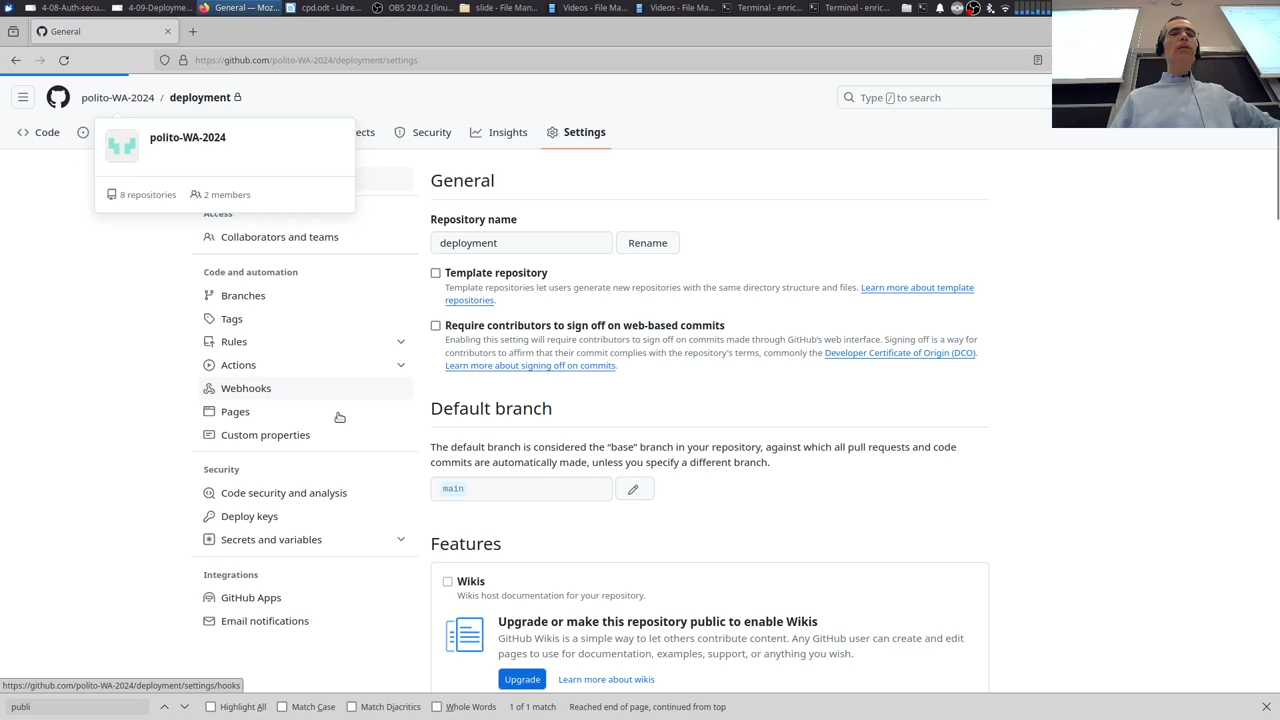 4-08-Auth-secu...
4-09-Deployme...
General — Moz...
cpd.odt - Libre...
OBS 29.0.2 (linu...
slide - File Man...
Videos - File Ma...
Videos - File Ma...
Terminal - enric...
Terminal - enric...
General
https://github.com/polito-WA-2024/deployment/settings
polito-WA-2024 / deployment
Type / to search
Code
ects
Security
Insights
Settings
polito-WA-2024
8 repositories
2 members
Access
Collaborators and teams
Code and automation
Branches
Tags
Rules
Actions
Webhooks
Pages
Custom properties
Security
Code security and analysis
Deploy keys
Secrets and variables
Integrations
GitHub Apps
Email notifications
General
Repository name
deployment
Rename
Template repository
Template repositories let users generate new repositories with the same directory structure and files. Learn more about template
repositories.
Require contributors to sign off on web-based commits
Enabling this setting will require contributors to sign off on commits made through GitHub's web interface. Signing off is a way for
contributors to affirm that their commit complies with the repository's terms, commonly the Developer Certificate of Origin (DCO).
Learn more about signing off on commits.
Default branch
The default branch is considered the “base” branch in your repository, against which all pull requests and code
commits are automatically made, unless you specify a different branch.
main
Features
Wikis
Wikis host documentation for your repository.
Upgrade or make this repository public to enable Wikis
GitHub Wikis is a simple way to let others contribute content. Any GitHub user can create and edit
pages to use for documentation, examples, support, or anything you wish.
Upgrade
Learn more about wikis
https://github.com/polito-WA-2024/deployment/settings/hooks
publi
Highlight All
Match Case
Match Diacritics
Whole Words
1 of 1 match
Reached end of page, continued from top